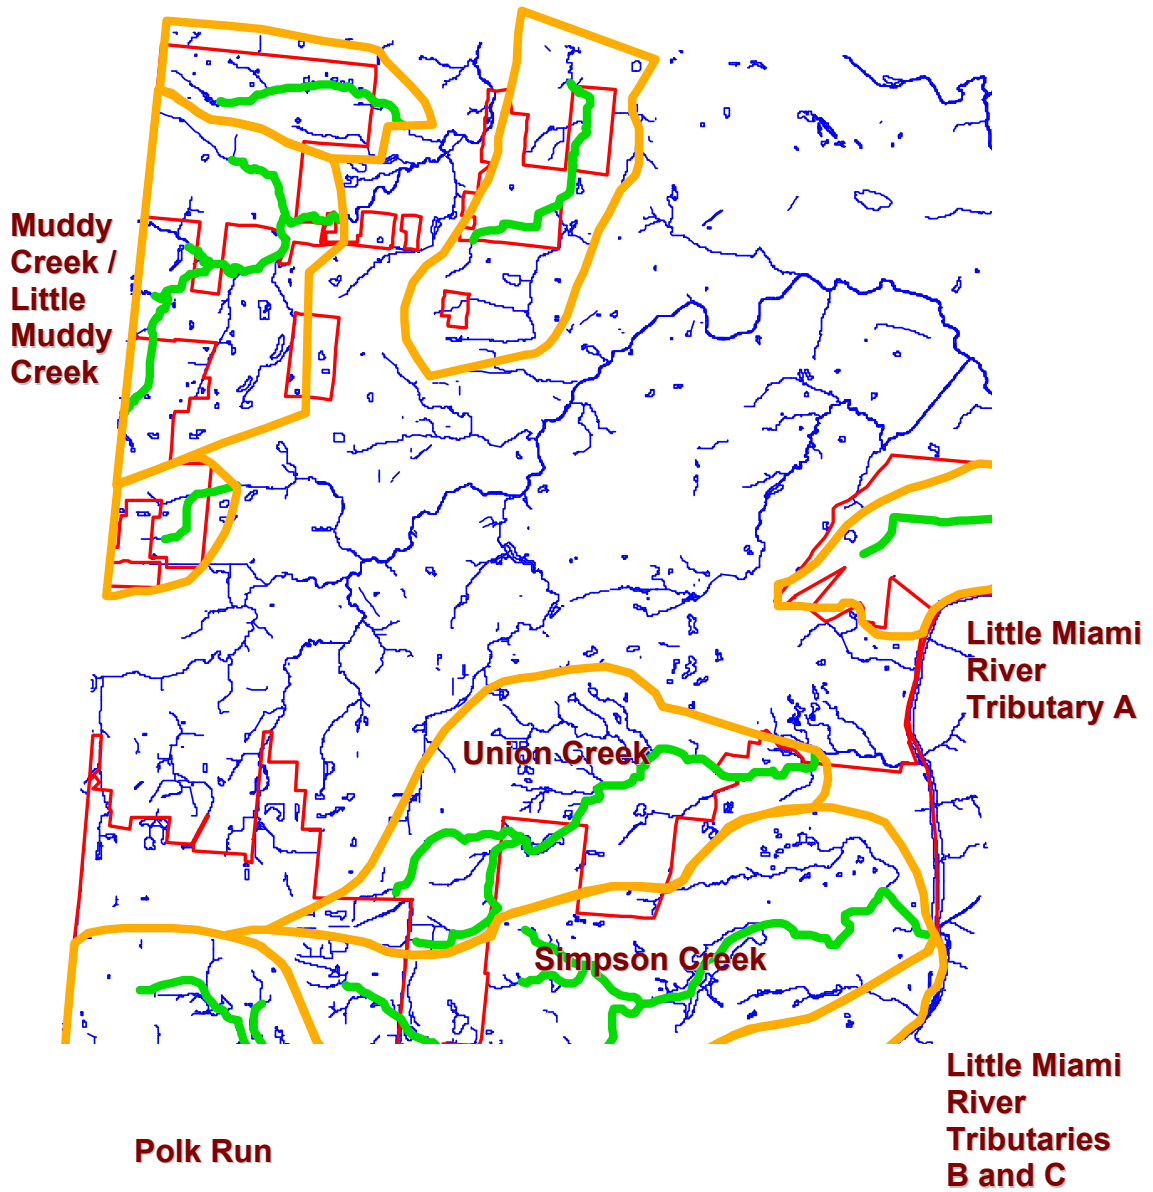 Muddy
Creek /
Little
Muddy
Creek
Little Miami
River
Tributary A
Union Creek
Simpson Creek
Little Miami
River
Tributaries
B and C
Polk Run